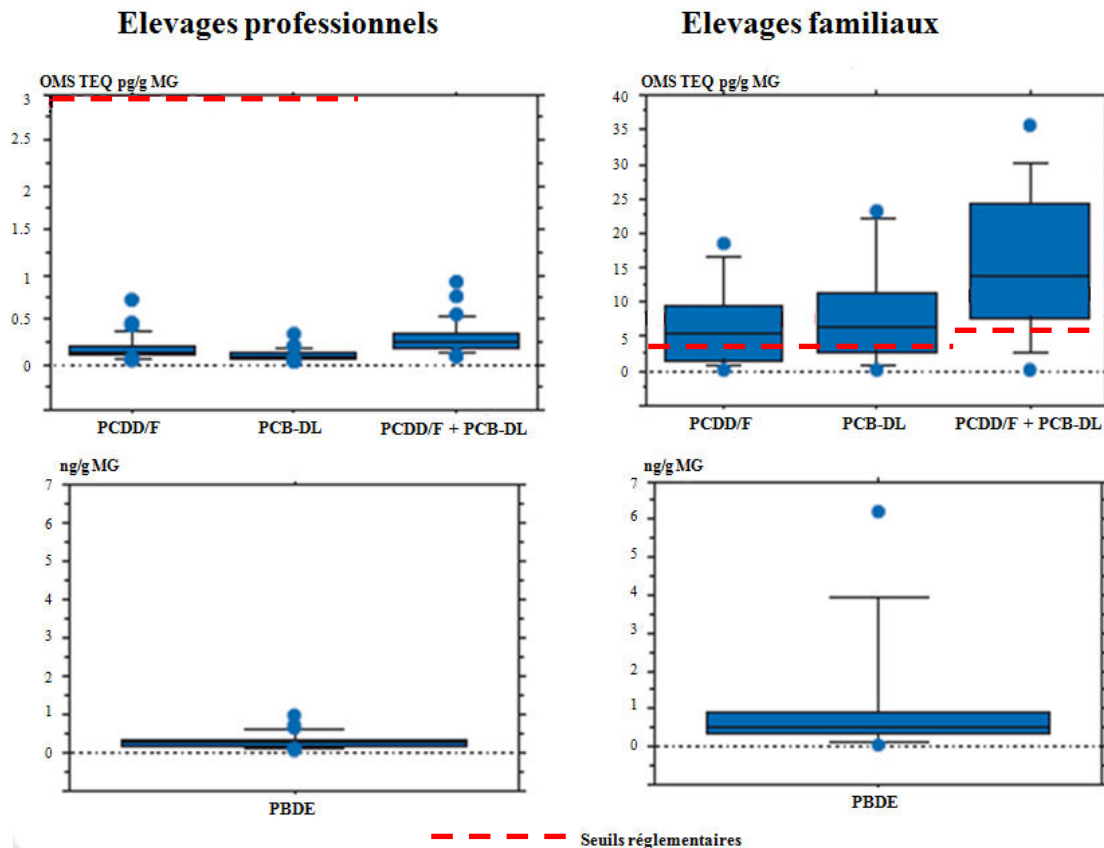 Elevages professionnels
Elevages familiaux
OMS TEQ pg/g MG
3
2.5
2
1.5
1
0.5
0
PCDD/F
PCB-DL
PCDD/F + PCB-DL
OMS TEQ pg/g MG
40
35
30
25
20
15
10
5
0
PCDD/F
PCB-DL
PCDD/F + PCB-DL
ng/g MG
7
6
5
4
3
2
1
0
PBDE
ng/g MG
7
6
5
4
3
2
1
0
PBDE
Seuils réglementaires